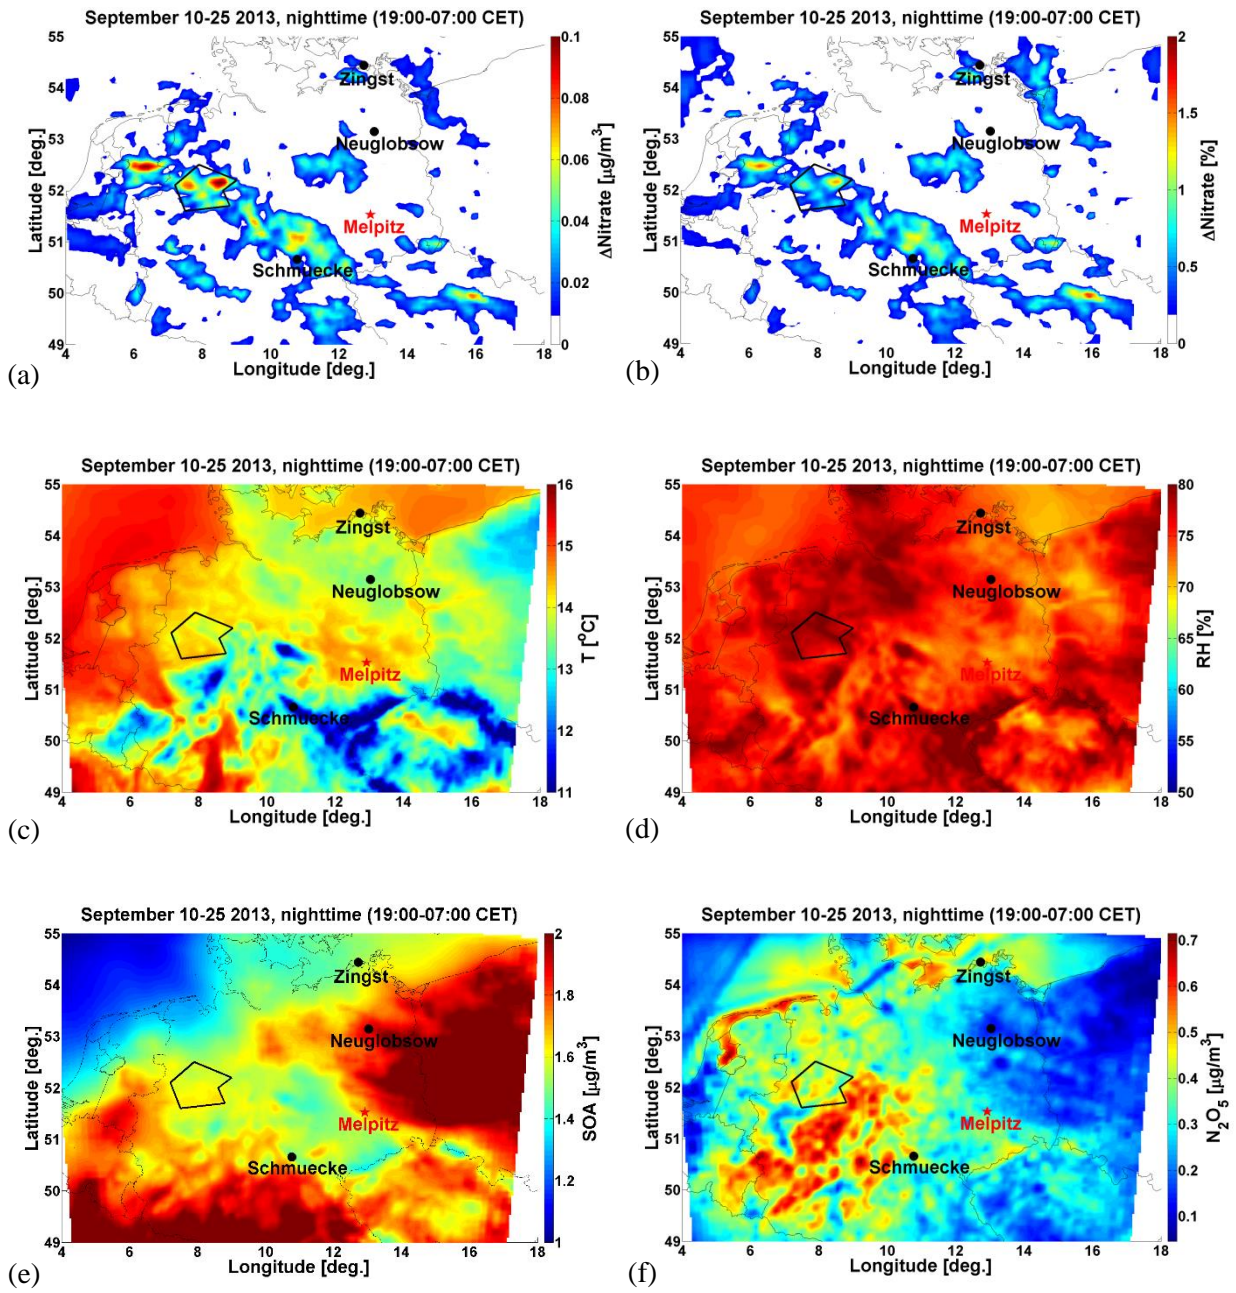 September 10-25 2013, nighttime (19:00-07:00 CET)
55
54
53
52
51
50
49
4
6
8
10
12
14
16
18
Latitude [deg.]
Longitude [deg.]
Zingst
Neuglobsow
Melpitz
Schmuecke
0.1
0.08
0.06
0.04
0.02
0
ΔNitrate [μg/m³]
(a)
September 10-25 2013, nighttime (19:00-07:00 CET)
55
54
53
52
51
50
49
4
6
8
10
12
14
16
18
Latitude [deg.]
Longitude [deg.]
Zingst
Neuglobsow
Melpitz
Schmuecke
2
1.5
1
0.5
0
ΔNitrate [%]
(b)
September 10-25 2013, nighttime (19:00-07:00 CET)
55
54
53
52
51
50
49
4
6
8
10
12
14
16
18
Latitude [deg.]
Longitude [deg.]
Zingst
Neuglobsow
Melpitz
Schmuecke
16
15
14
13
12
11
T [°C]
(c)
September 10-25 2013, nighttime (19:00-07:00 CET)
55
54
53
52
51
50
49
4
6
8
10
12
14
16
18
Latitude [deg.]
Longitude [deg.]
Zingst
Neuglobsow
Melpitz
Schmuecke
80
75
70
65
60
55
50
RH [%]
(d)
September 10-25 2013, nighttime (19:00-07:00 CET)
55
54
53
52
51
50
49
4
6
8
10
12
14
16
18
Latitude [deg.]
Longitude [deg.]
Zingst
Neuglobsow
Melpitz
Schmuecke
2
1.8
1.6
1.4
1.2
1
SOA [μg/m³]
(e)
September 10-25 2013, nighttime (19:00-07:00 CET)
55
54
53
52
51
50
49
4
6
8
10
12
14
16
18
Latitude [deg.]
Longitude [deg.]
Zingst
Neuglobsow
Melpitz
Schmuecke
0.7
0.6
0.5
0.4
0.3
0.2
0.1
N₂O₅ [μg/m³]
(f)